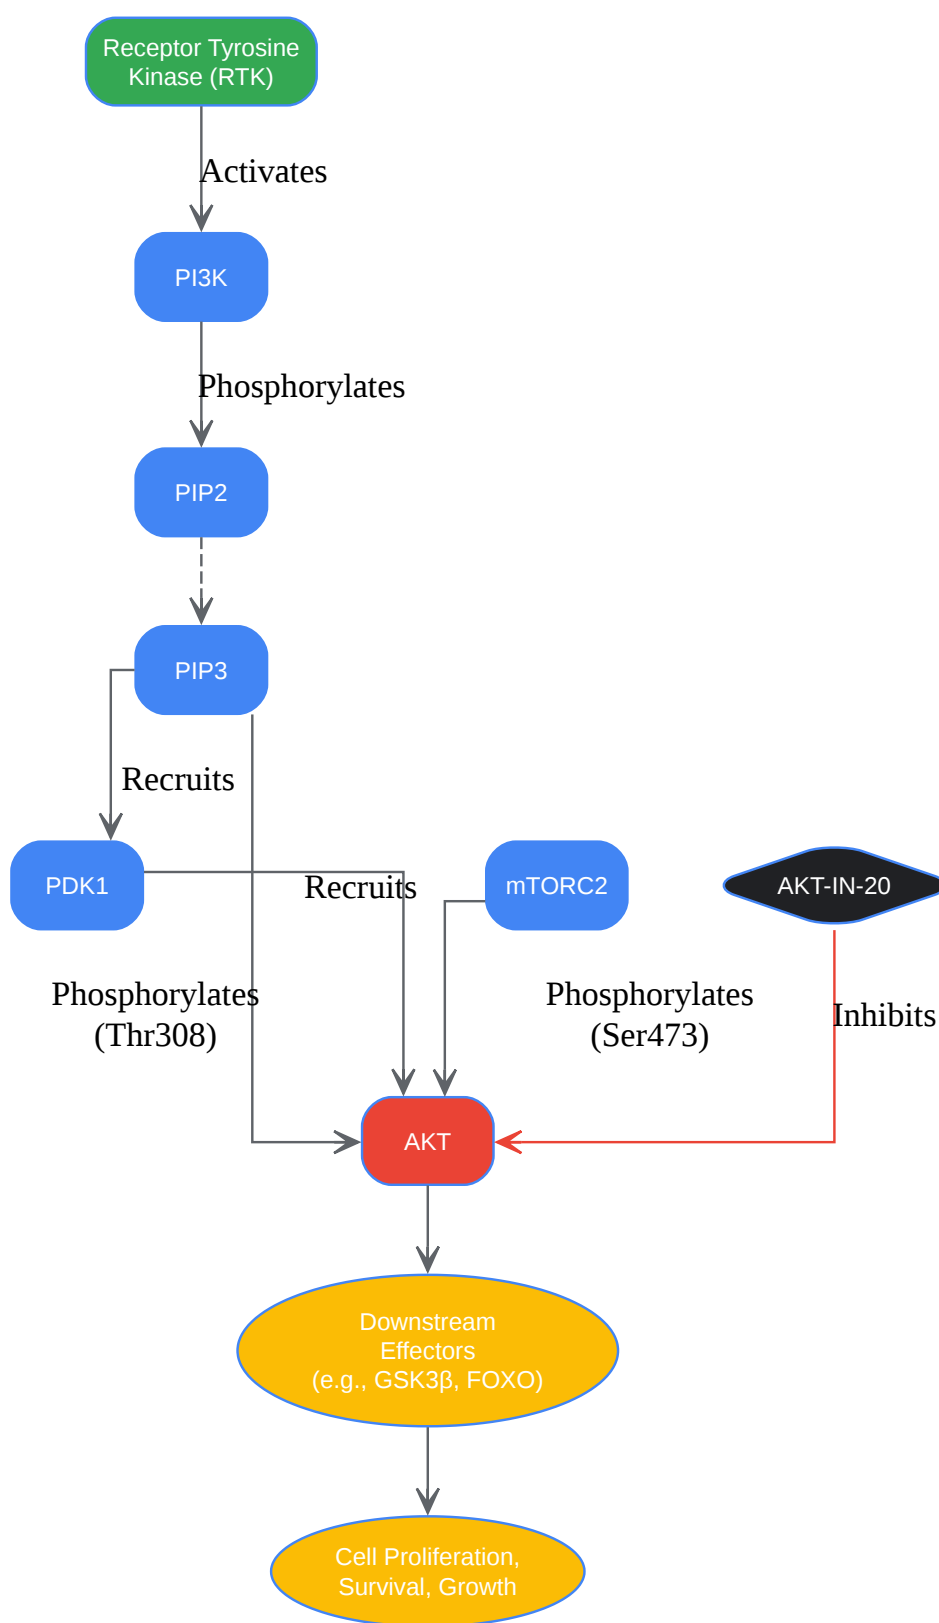 Receptor Tyrosine
Kinase (RTK)
Activates
PI3K
Phosphorylates
PIP2
PIP3
Recruits
PDK1
Recruits
mTORC2
AKT-IN-20
Phosphorylates
(Thr308)
Phosphorylates
(Ser473)
Inhibits
AKT
Downstream
Effectors
(e.g., GSK3β, FOXO)
Cell Proliferation,
Survival, Growth